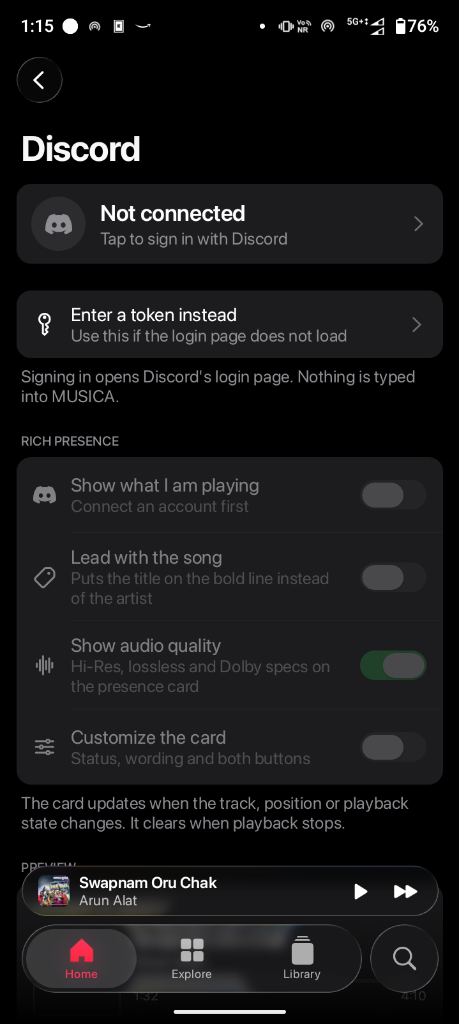 1:15
Vo
NR
5G+
76%
Discord
Not connected
Tap to sign in with Discord
Enter a token instead
Use this if the login page does not load
Signing in opens Discord's login page. Nothing is typed
into MUSICA.
RICH PRESENCE
Show what I am playing
Connect an account first
Lead with the song
Puts the title on the bold line instead
of the artist
Show audio quality
Hi-Res, lossless and Dolby specs on
the presence card
Customize the card
Status, wording and both buttons
The card updates when the track, position or playback
state changes. It clears when playback stops.
PREVIEW
Swapnam Oru Chak
Arun Alat
Home
Explore
Library
1:32
4:10